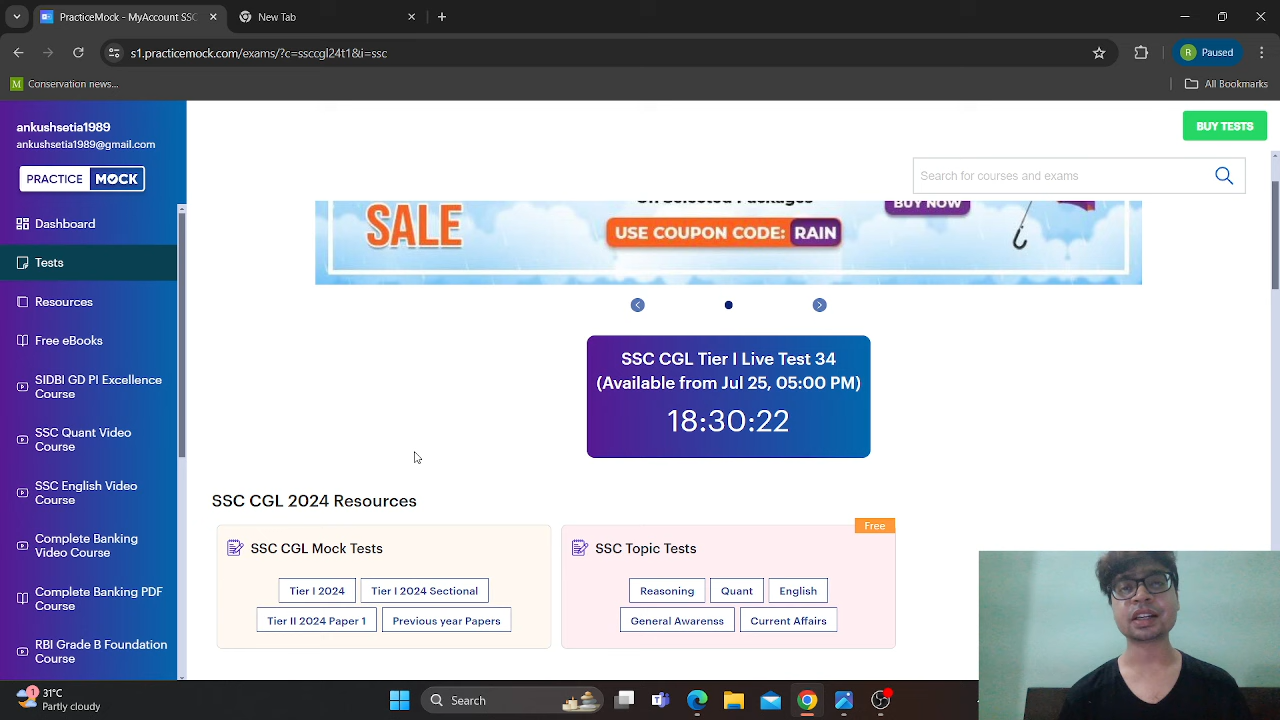 PracticeMock - MyAccount SSC
New Tab
s1.practicemock.com/exams/?c=ssccgl24t1&i=ssc
R
Paused
M
Conservation news...
All Bookmarks
ankushsetia1989
ankushsetia1989@gmail.com
PRACTICE MOCK
BUY TESTS
Search for courses and exams
Dashboard
Tests
Resources
Free eBooks
SIDBI GD PI Excellence
Course
SSC Quant Video
Course
SSC English Video
Course
Complete Banking
Video Course
Complete Banking PDF
Course
RBI Grade B Foundation
Course
On Selected Packages
BUY NOW
SALE
USE COUPON CODE: RAIN
SSC CGL Tier I Live Test 34
(Available from Jul 25, 05:00 PM)
18:30:22
SSC CGL 2024 Resources
SSC CGL Mock Tests
Tier I 2024
Tier I 2024 Sectional
Tier II 2024 Paper 1
Previous year Papers
Free
SSC Topic Tests
Reasoning
Quant
English
General Awarenss
Current Affairs
1
31°C
Partly cloudy
Search